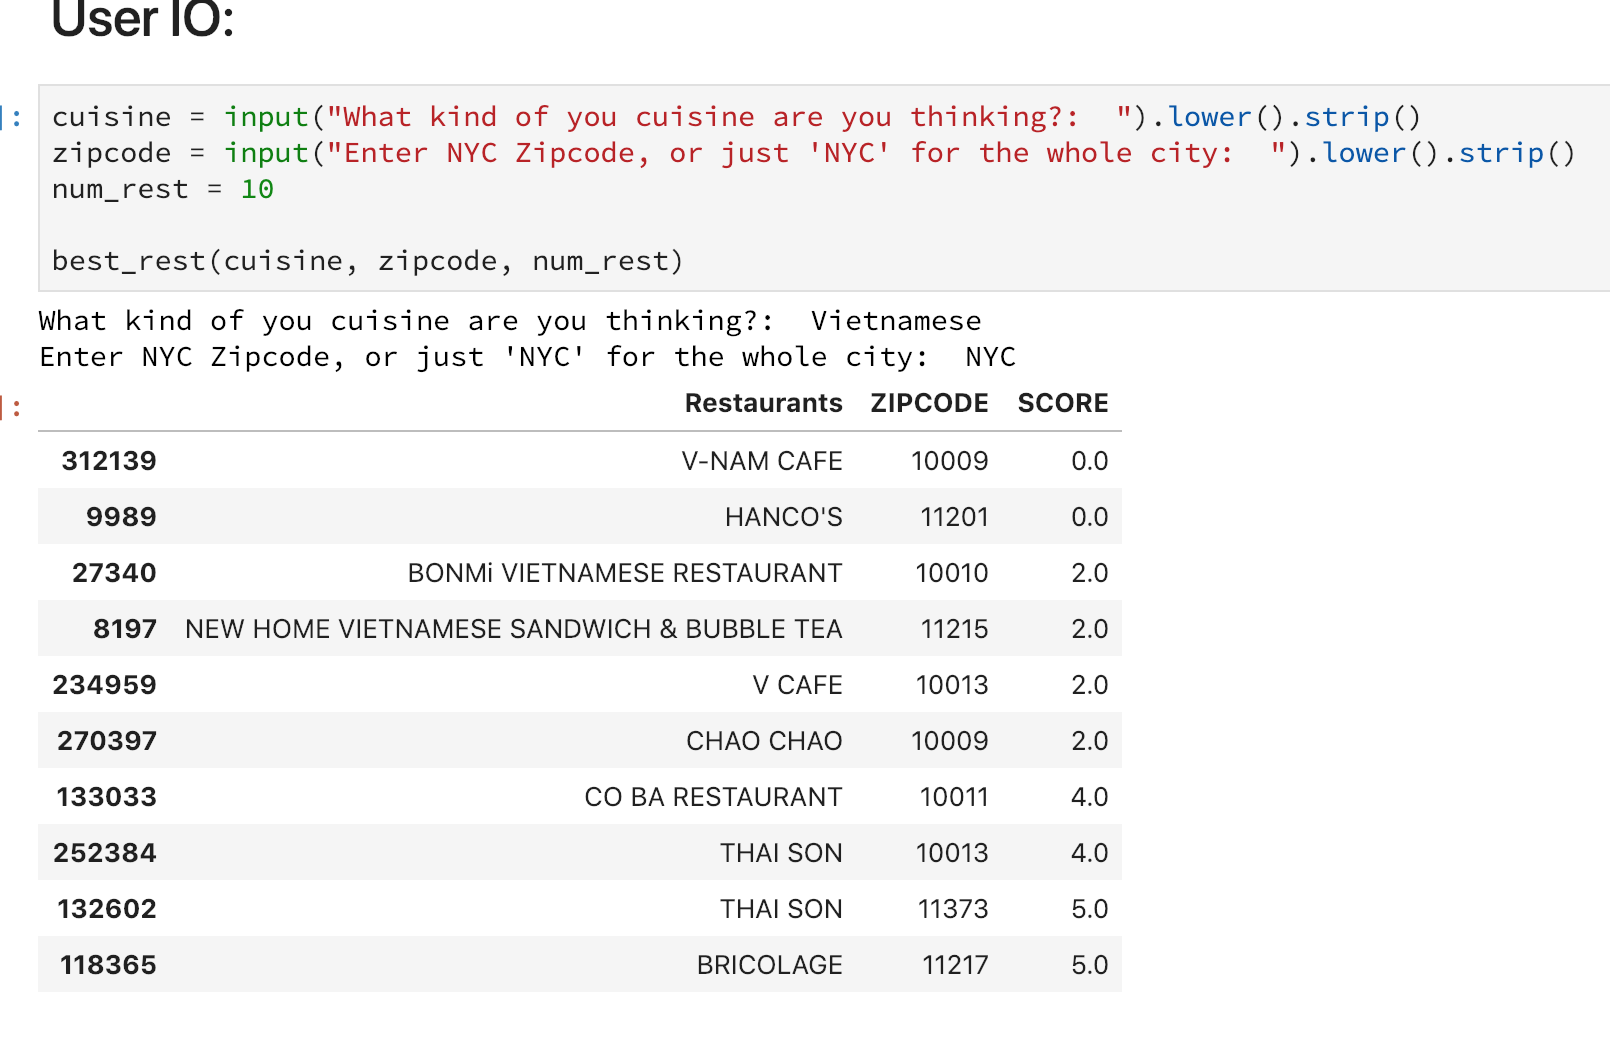 User IO:
]:
cuisine = input("What kind of you cuisine are you thinking?:  ").lower().strip()
zipcode = input("Enter NYC Zipcode, or just 'NYC' for the whole city:  ").lower().strip()
num_rest = 10
best_rest(cuisine, zipcode, num_rest)
What kind of you cuisine are you thinking?:  Vietnamese
Enter NYC Zipcode, or just 'NYC' for the whole city:  NYC
]:
Restaurants ZIPCODE SCORE
312139 V-NAM CAFE 10009 0.0
9989 HANCO'S 11201 0.0
27340 BONMi VIETNAMESE RESTAURANT 10010 2.0
8197 NEW HOME VIETNAMESE SANDWICH & BUBBLE TEA 11215 2.0
234959 V CAFE 10013 2.0
270397 CHAO CHAO 10009 2.0
133033 CO BA RESTAURANT 10011 4.0
252384 THAI SON 10013 4.0
132602 THAI SON 11373 5.0
118365 BRICOLAGE 11217 5.0